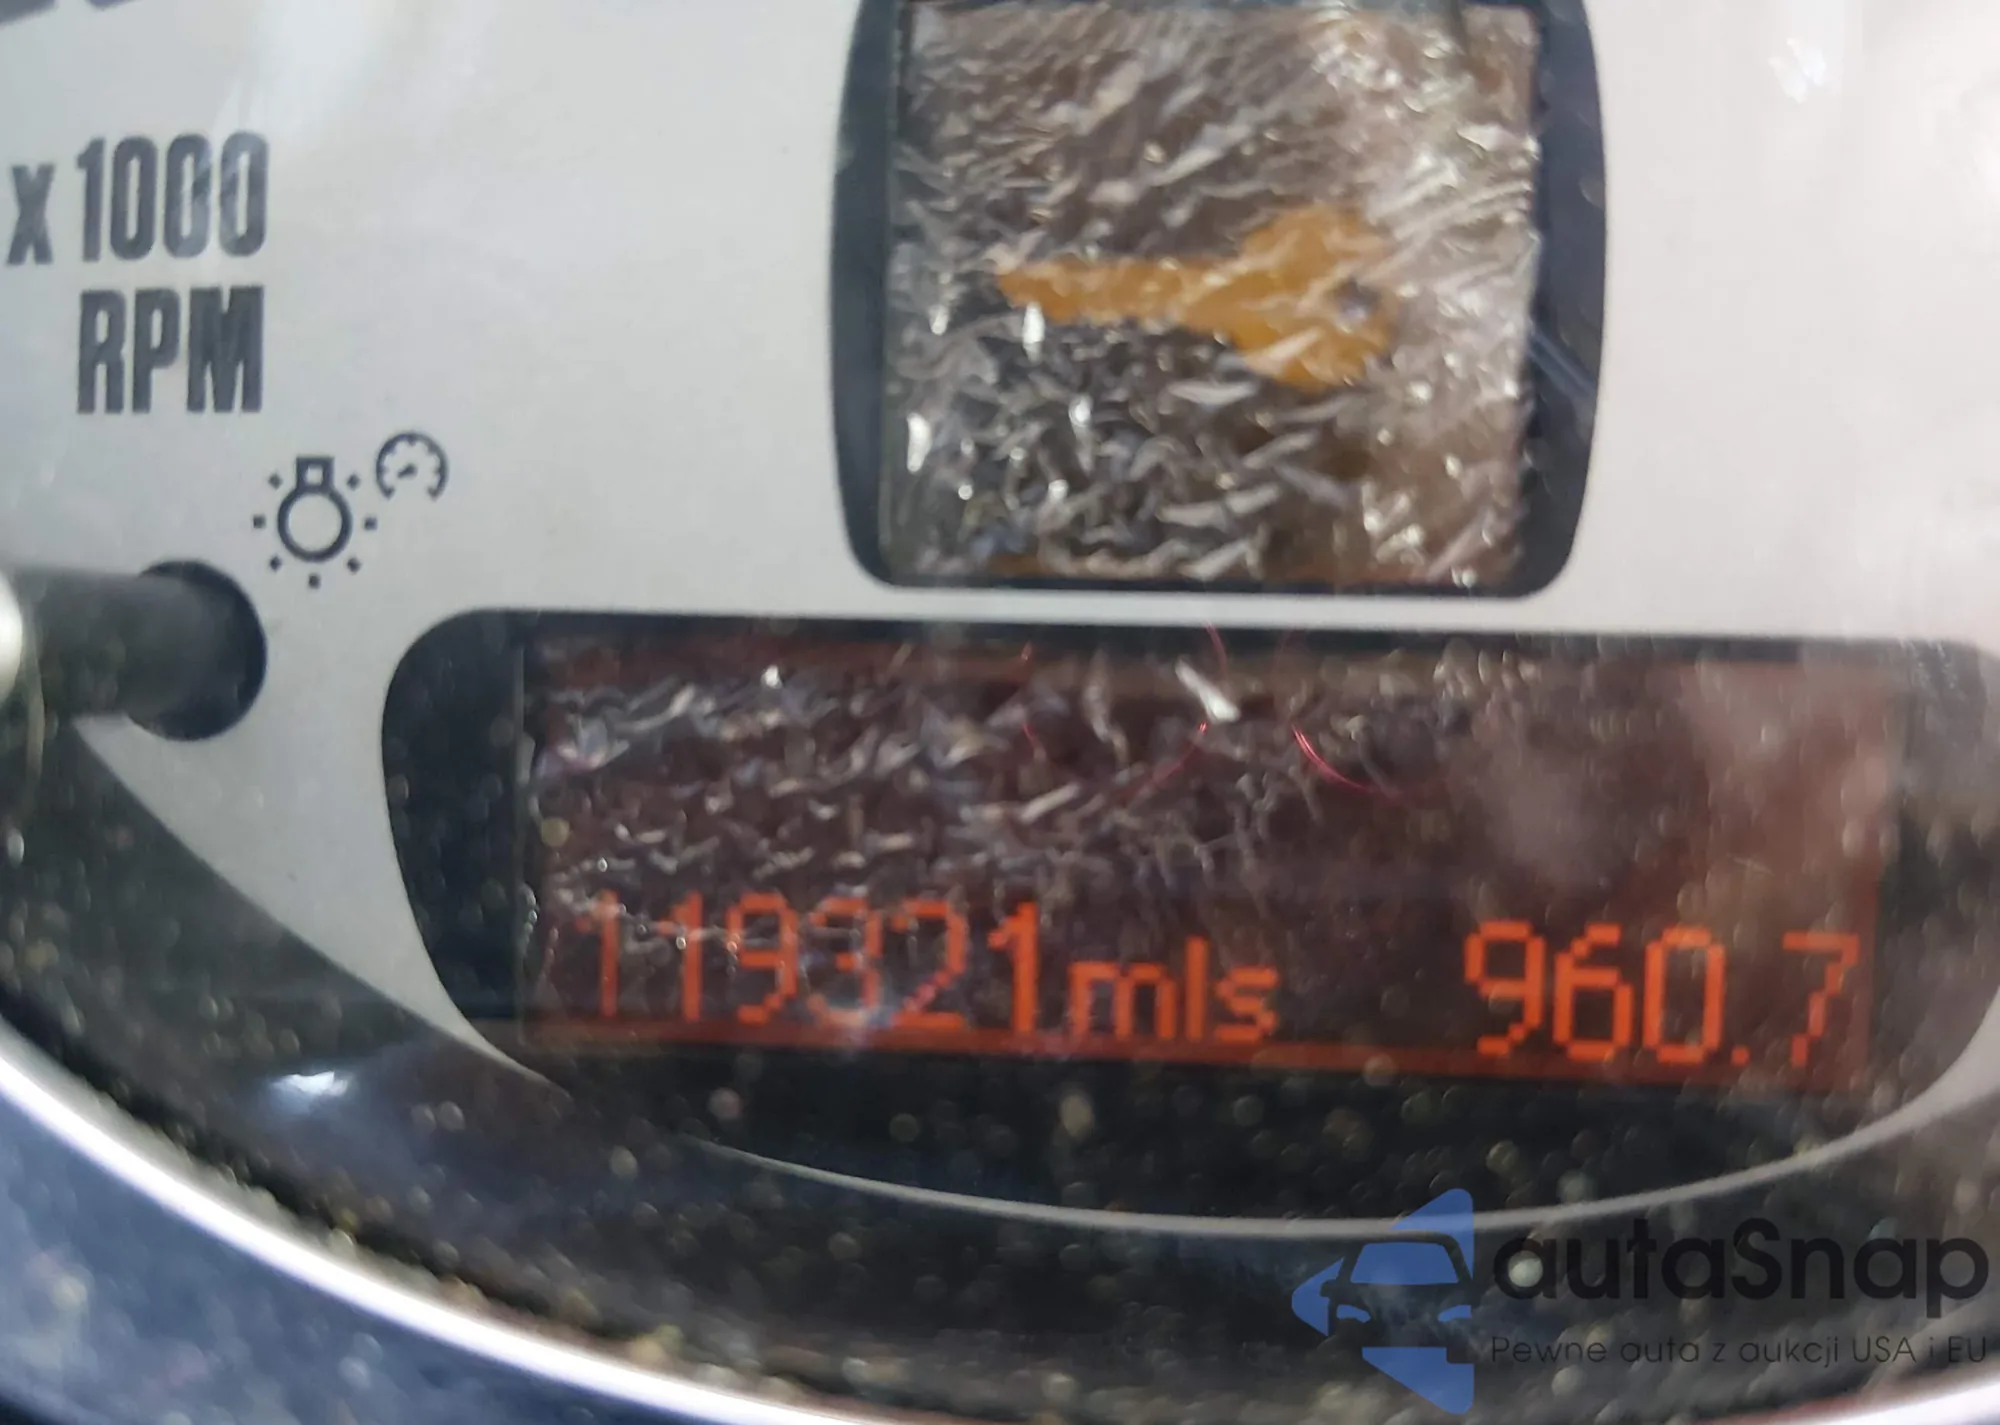 x 1000
RPM
119321mls 960.7
autaSnap
Pewne auta z aukcji USA i EU